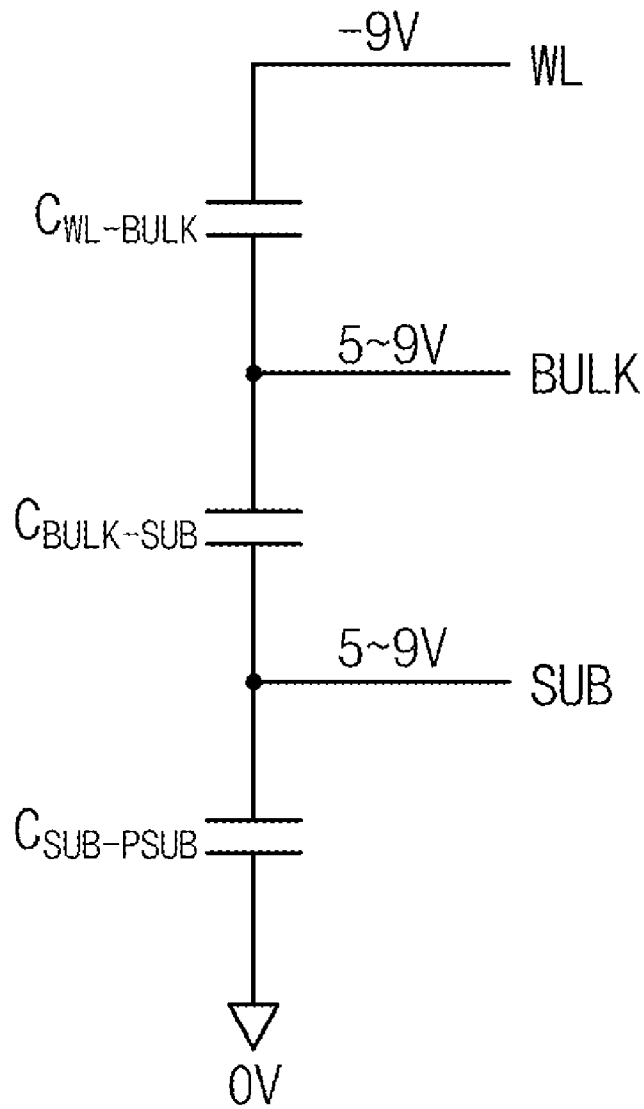 -9V
WL
C_WL-BULK
5~9V
BULK
C_BULK-SUB
5~9V
SUB
C_SUB-PSUB
0V